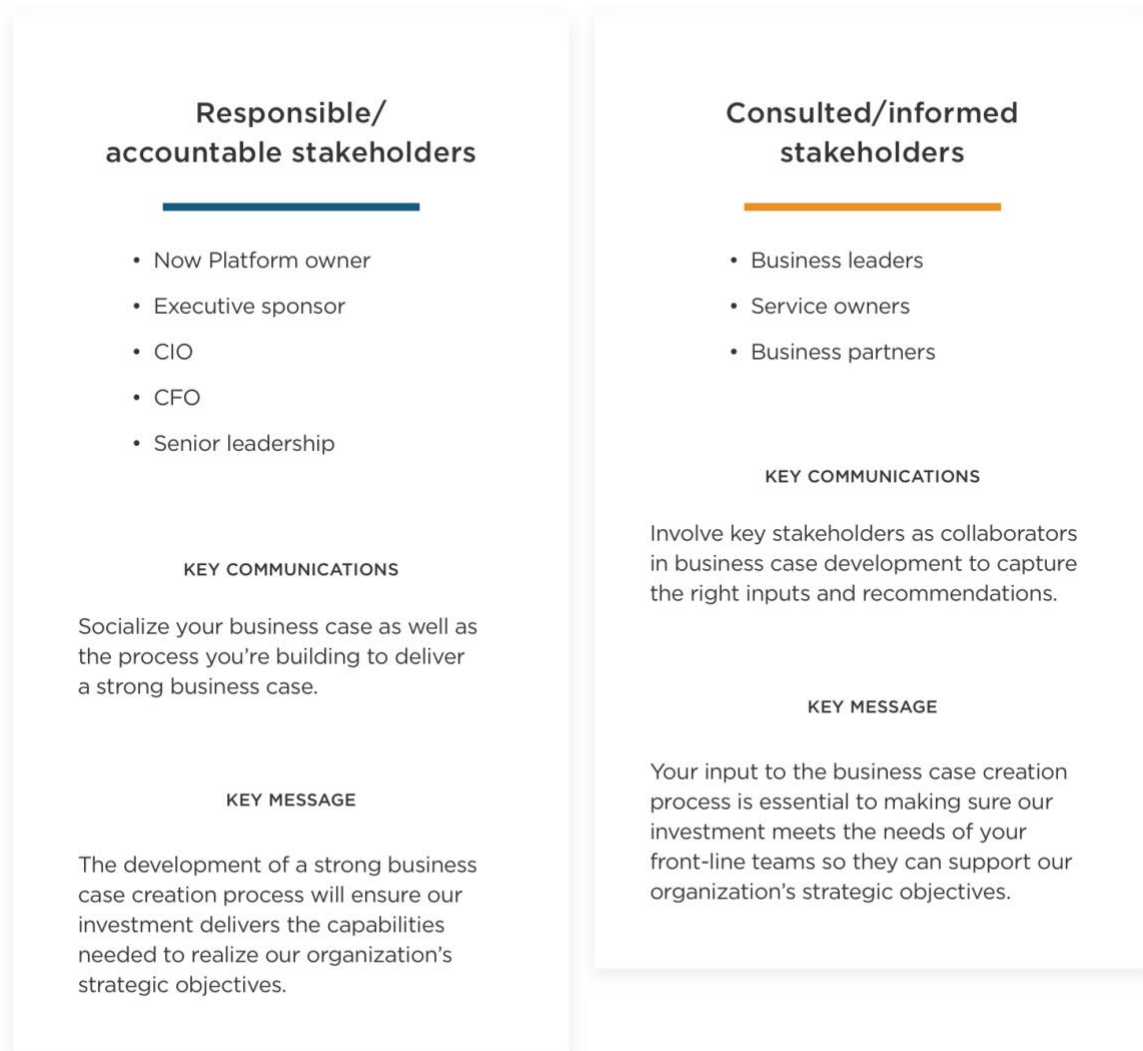 Responsible/
accountable stakeholders
• Now Platform owner
• Executive sponsor
• CIO
• CFO
• Senior leadership
KEY COMMUNICATIONS
Socialize your business case as well as
the process you’re building to deliver
a strong business case.
KEY MESSAGE
The development of a strong business
case creation process will ensure our
investment delivers the capabilities
needed to realize our organization’s
strategic objectives.
Consulted/informed
stakeholders
• Business leaders
• Service owners
• Business partners
KEY COMMUNICATIONS
Involve key stakeholders as collaborators
in business case development to capture
the right inputs and recommendations.
KEY MESSAGE
Your input to the business case creation
process is essential to making sure our
investment meets the needs of your
front-line teams so they can support our
organization’s strategic objectives.